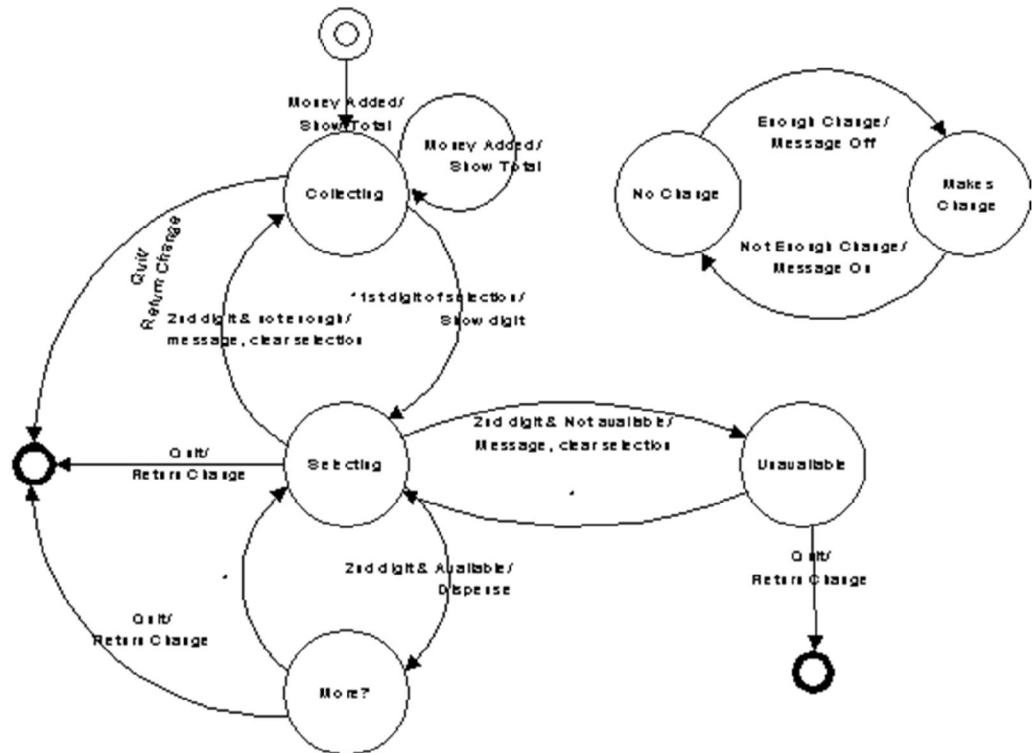 Money Added/
Show Total
Money Added/
Show Total
Collecting
Enough Change/
Message Off
No Change
Makes
Change
Not Enough Change/
Message On
Quit/
Return Change
2nd digit & not enough/
message, clear selection
*1st digit of selection/
Show digit
2nd digit & Not available/
Message, clear selection
Quit/
Return Change
Selecting
Unavailable
*
*
2nd digit & Available/
Dispense
Quit/
Return Change
Quit/
Return Change
More?